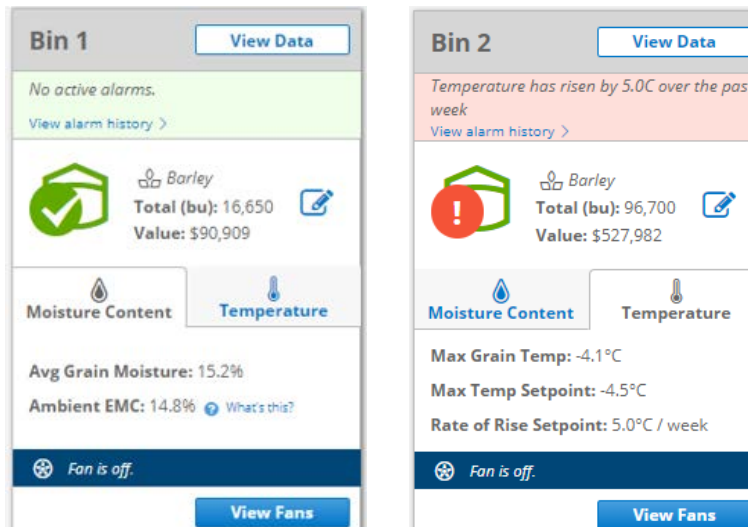 Bin 1
View Data
No active alarms.
View alarm history >
Barley
Total (bu): 16,650
Value: $90,909
Moisture Content
Temperature
Avg Grain Moisture: 15.2%
Ambient EMC: 14.8% ? What's this?
Fan is off.
View Fans
Bin 2
View Data
Temperature has risen by 5.0C over the pas
week
View alarm history >
!
Barley
Total (bu): 96,700
Value: $527,982
Moisture Content
Temperature
Max Grain Temp: -4.1°C
Max Temp Setpoint: -4.5°C
Rate of Rise Setpoint: 5.0°C / week
Fan is off.
View Fans